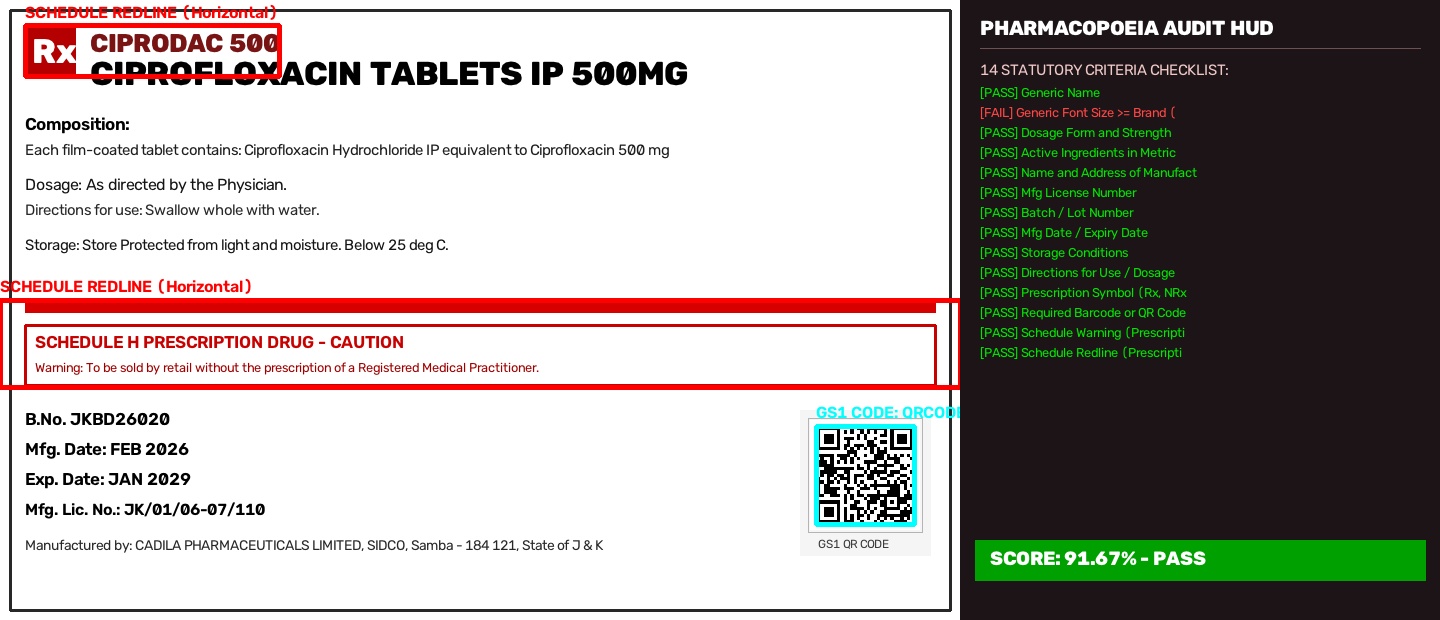 SCHEDULE REDLINE (Horizontal)
Rx
CIPRODAC 500
CIPROFLOXACIN TABLETS IP 500MG
Composition:
Each film-coated tablet contains: Ciprofloxacin Hydrochloride IP equivalent to Ciprofloxacin 500 mg
Dosage: As directed by the Physician.
Directions for use: Swallow whole with water.
Storage: Store Protected from light and moisture. Below 25 deg C.
SCHEDULE REDLINE (Horizontal)
SCHEDULE H PRESCRIPTION DRUG - CAUTION
Warning: To be sold by retail without the prescription of a Registered Medical Practitioner.
B.No. JKBD26020
Mfg. Date: FEB 2026
Exp. Date: JAN 2029
Mfg. Lic. No.: JK/01/06-07/110
Manufactured by: CADILA PHARMACEUTICALS LIMITED, SIDCO, Samba - 184 121, State of J & K
GS1 CODE: QRCODE
GS1 QR CODE
PHARMACOPOEIA AUDIT HUD
14 STATUTORY CRITERIA CHECKLIST:
[PASS] Generic Name
[FAIL] Generic Font Size >= Brand (
[PASS] Dosage Form and Strength
[PASS] Active Ingredients in Metric
[PASS] Name and Address of Manufact
[PASS] Mfg License Number
[PASS] Batch / Lot Number
[PASS] Mfg Date / Expiry Date
[PASS] Storage Conditions
[PASS] Directions for Use / Dosage
[PASS] Prescription Symbol (Rx, NRx
[PASS] Required Barcode or QR Code
[PASS] Schedule Warning (Prescripti
[PASS] Schedule Redline (Prescripti
SCORE: 91.67% - PASS